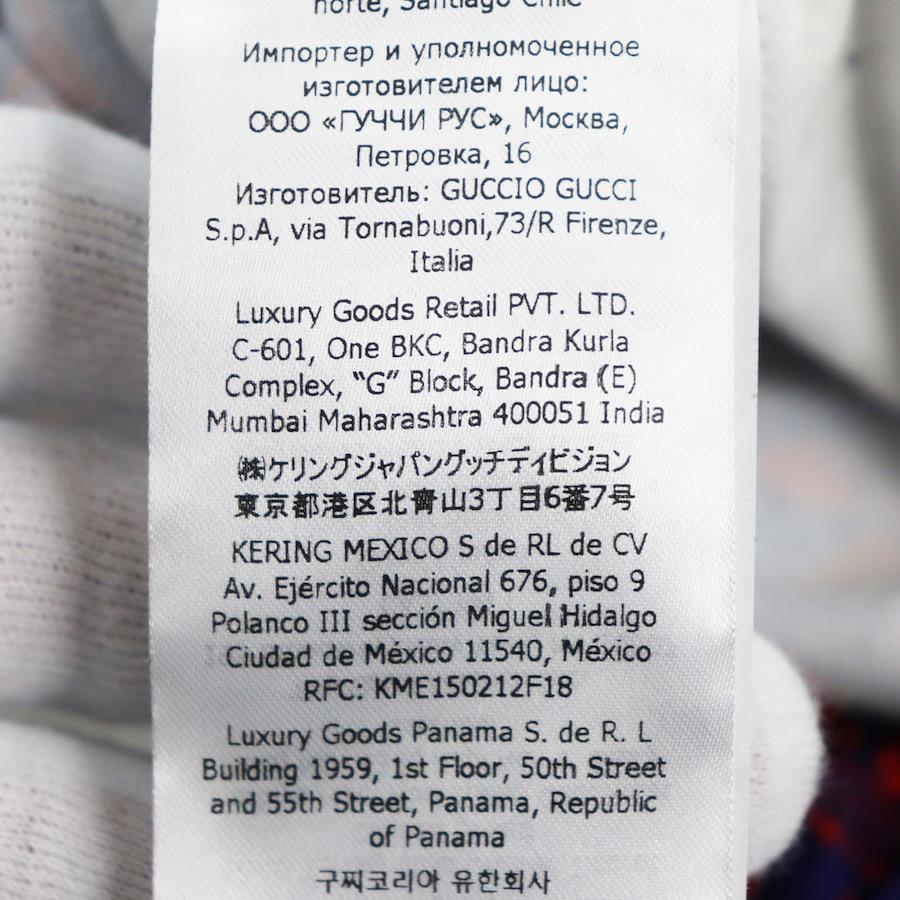 norte, Santiago Chile
Импортер и уполномоченное
изготовителем лицо:
ООО «ГУЧЧИ РУС», Москва,
Петровка, 16
Изготовитель: GUCCIO GUCCI
S.p.A, via Tornabuoni,73/R Firenze,
Italia
Luxury Goods Retail PVT. LTD.
C-601, One BKC, Bandra Kurla
Complex, “G” Block, Bandra (E)
Mumbai Maharashtra 400051 India
㈱ケリングジャパングッチディビジョン
東京都港区北青山3丁目6番7号
KERING MEXICO S de RL de CV
Av. Ejército Nacional 676, piso 9
Polanco III sección Miguel Hidalgo
Ciudad de México 11540, México
RFC: KME150212F18
Luxury Goods Panama S. de R. L
Building 1959, 1st Floor, 50th Street
and 55th Street, Panama, Republic
of Panama
구찌코리아 유한회사